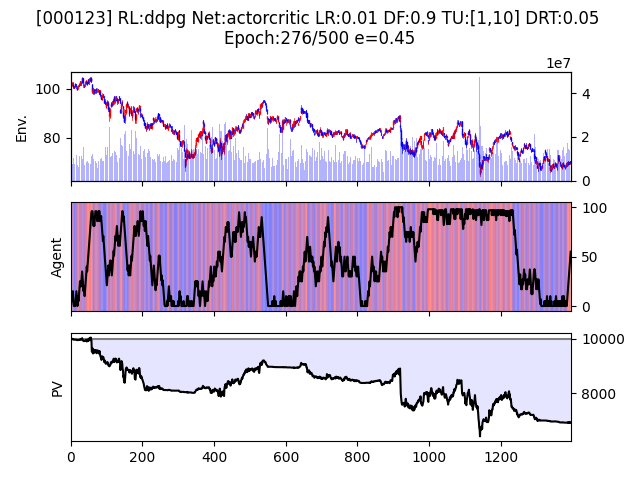 [000123] RL:ddpg Net:actorcritic LR:0.01 DF:0.9 TU:[1,10] DRT:0.05
Epoch:276/500 e=0.45
1e7
100
80
Env.
4
2
0
Agent
100
50
0
PV
10000
8000
0 200 400 600 800 1000 1200